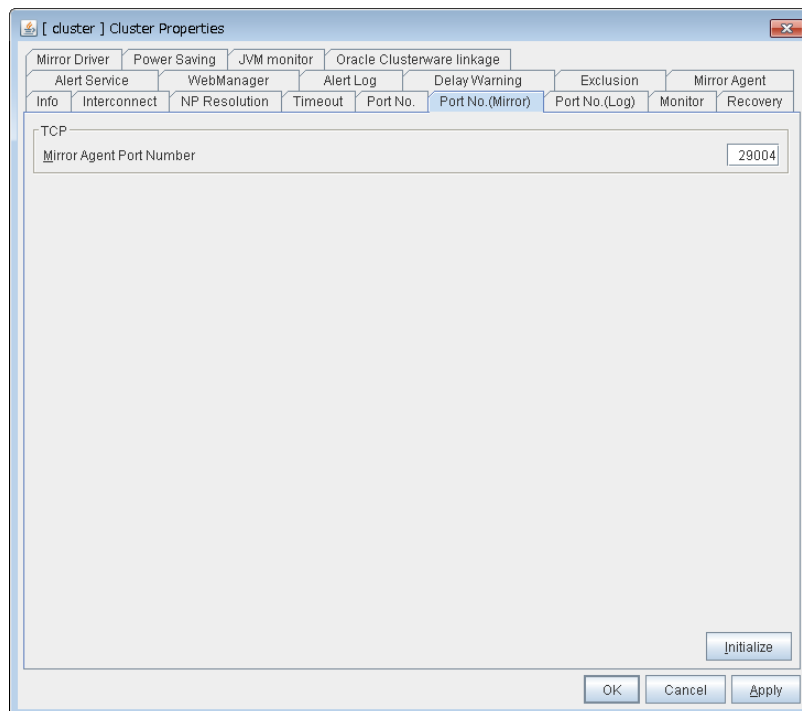 [ cluster ] Cluster Properties
Mirror Driver Power Saving JVM monitor Oracle Clusterware linkage
Alert Service WebManager Alert Log Delay Warning Exclusion Mirror Agent
Info Interconnect NP Resolution Timeout Port No. Port No.(Mirror) Port No.(Log) Monitor Recovery
TCP
Mirror Agent Port Number 29004
Initialize
OK Cancel Apply